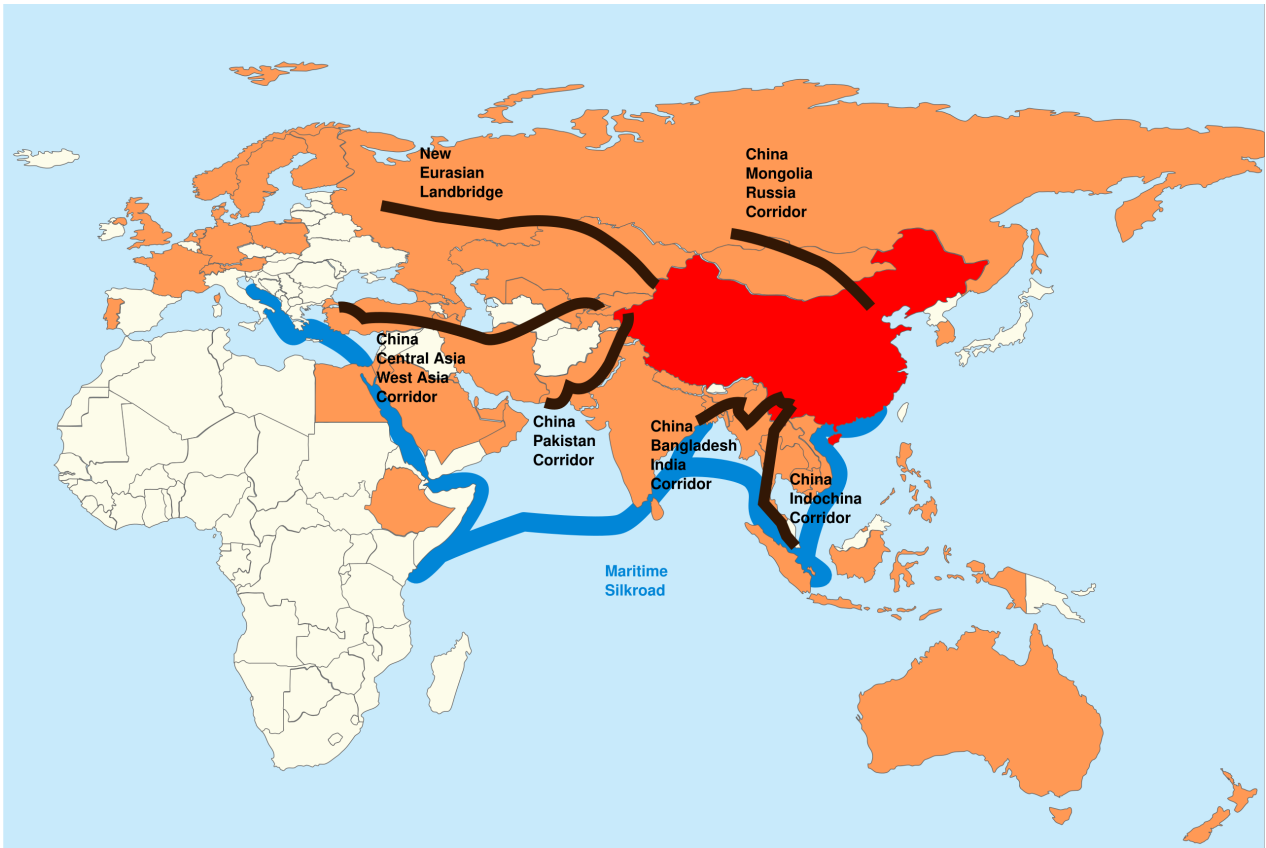 New
Eurasian
Landbridge
China
Mongolia
Russia
Corridor
China
Central Asia
West Asia
Corridor
China
Pakistan
Corridor
China
Bangladesh
India
Corridor
China
Indochina
Corridor
Maritime
Silkroad